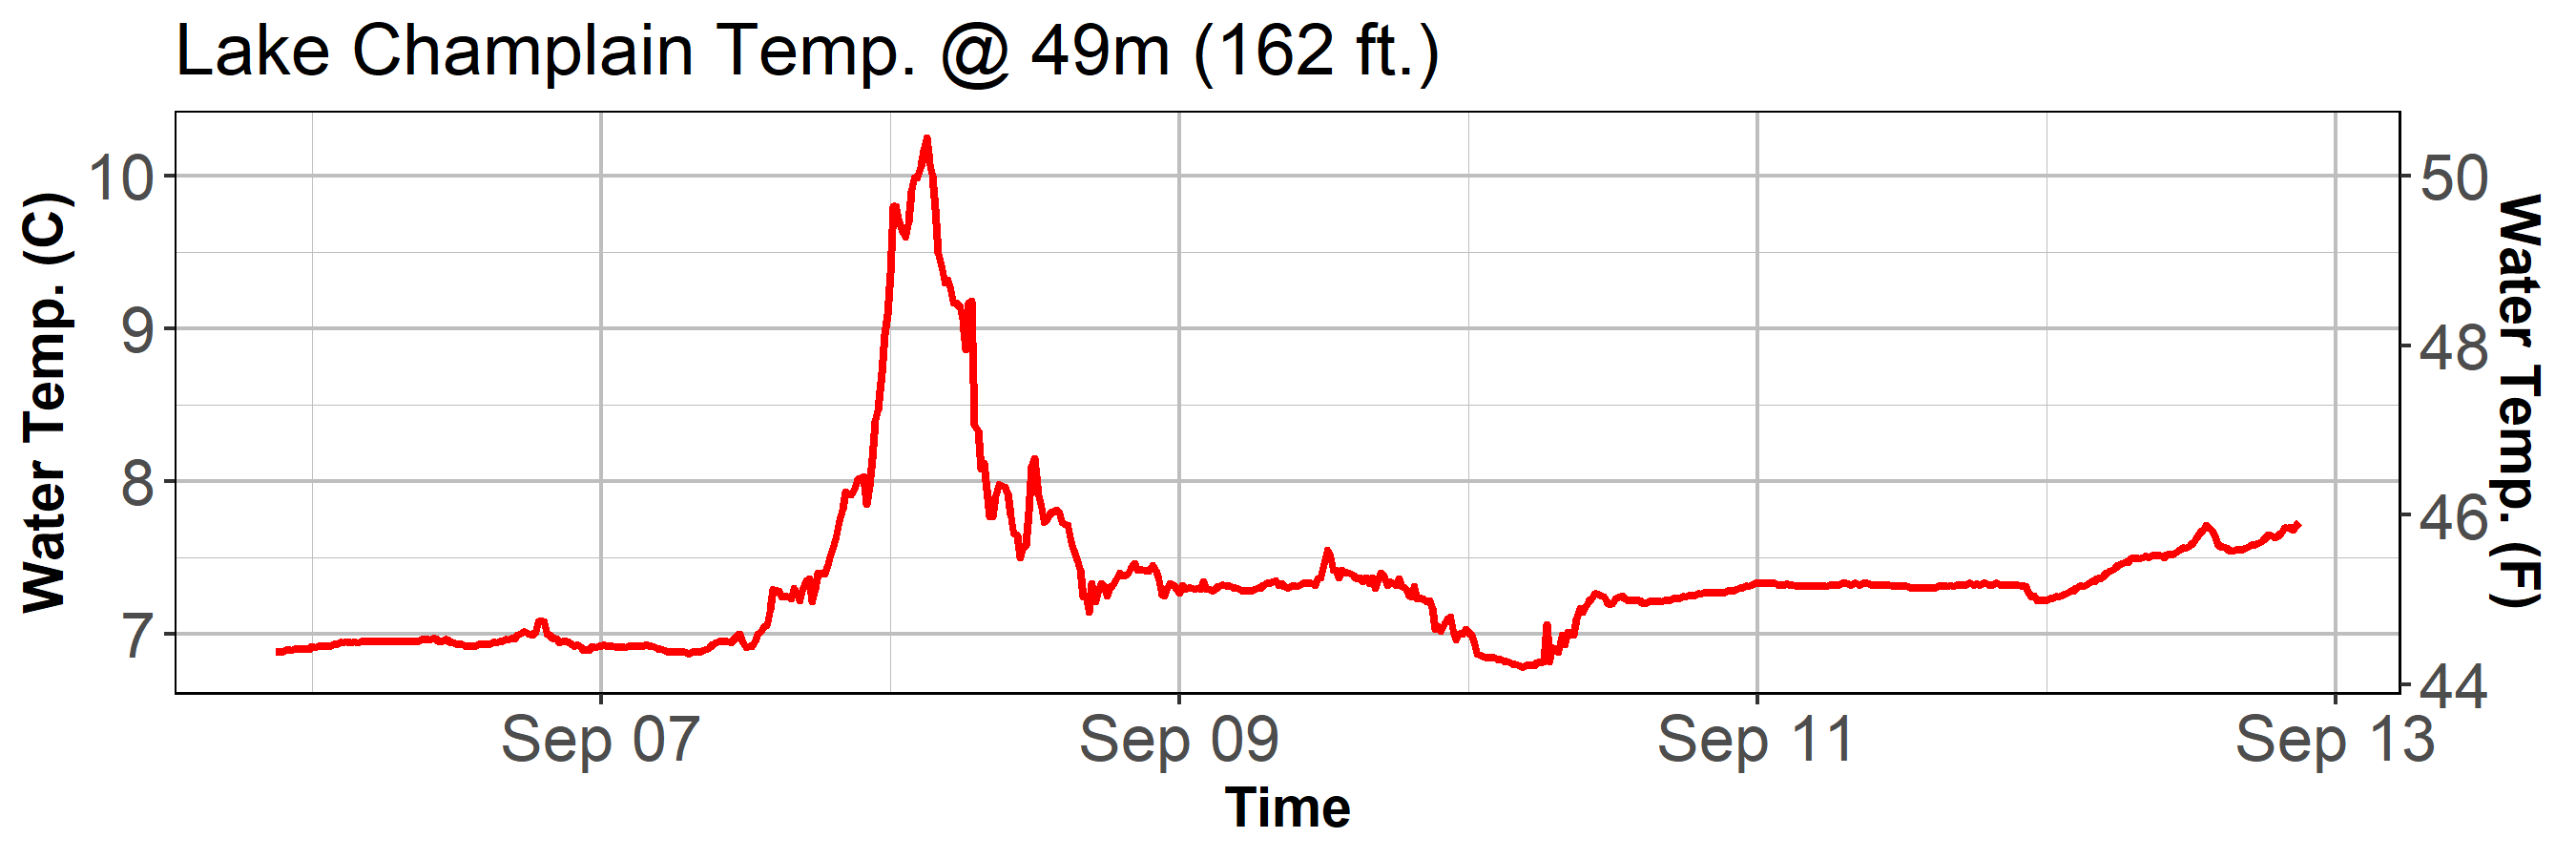 Lake Champlain Temp. @ 49m (162 ft.)
Water Temp. (C)
10
9
8
7
50
48
46
44
Water Temp. (F)
Sep 07
Sep 09
Sep 11
Sep 13
Time